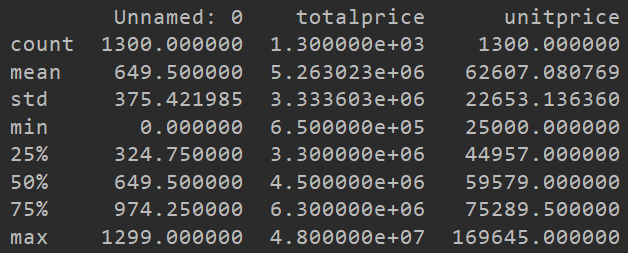 Unnamed: 0 totalprice unitprice
count 1300.000000 1.300000e+03 1300.000000
mean 649.500000 5.263023e+06 62607.080769
std 375.421985 3.333603e+06 22653.136360
min 0.000000 6.500000e+05 25000.000000
25% 324.750000 3.300000e+06 44957.000000
50% 649.500000 4.500000e+06 59579.000000
75% 974.250000 6.300000e+06 75289.500000
max 1299.000000 4.800000e+07 169645.000000